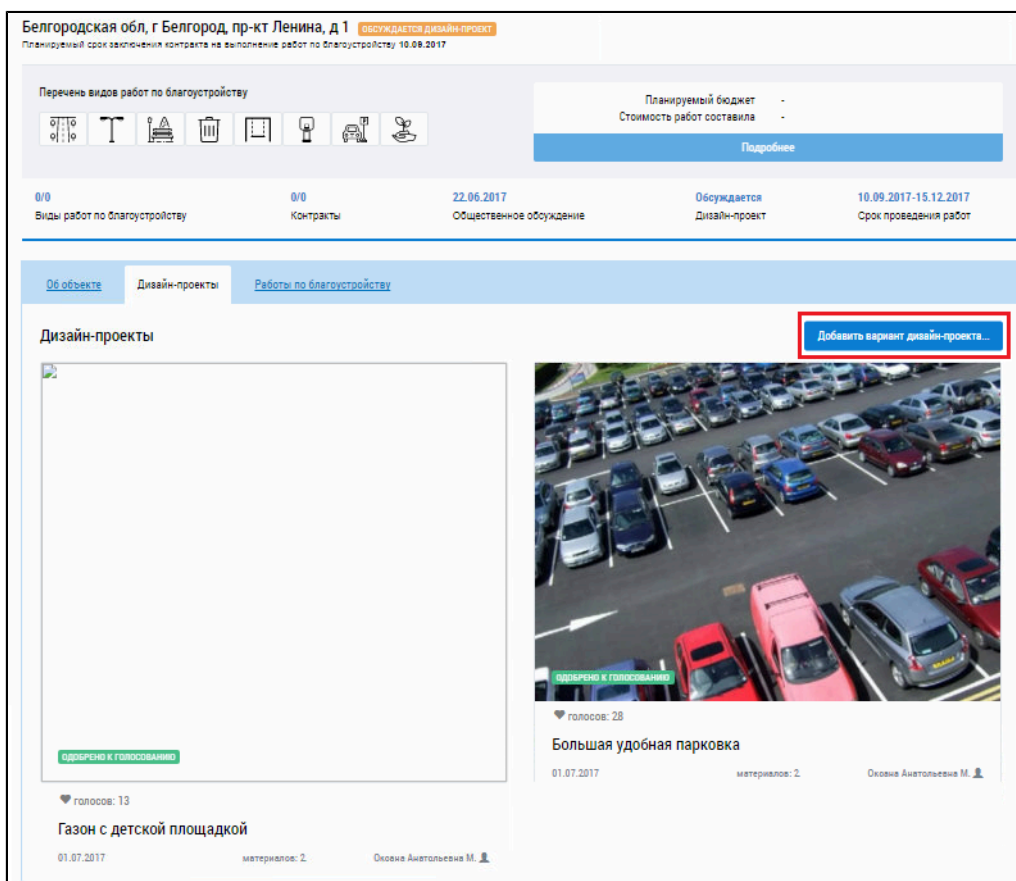 Белгородская обл, г Белгород, пр-кт Ленина, д 1 ОБСУЖДАЕТСЯ ДИЗАЙН-ПРОЕКТ
Планируемый срок заключения контракта на выполнение работ по благоустройству 10.09.2017
Перечень видов работ по благоустройству
Планируемый бюджет -
Стоимость работ составила -
Подробнее
0/0 0/0 22.06.2017 Обсуждается 10.09.2017-15.12.2017
Виды работ по благоустройству Контракты Общественное обсуждение Дизайн-проект Срок проведения работ
Об объекте Дизайн-проекты Работы по благоустройству
Дизайн-проекты Добавить вариант дизайн-проекта...
ОДОБРЕНО К ГОЛОСОВАНИЮ
голосов: 28
Большая удобная парковка
01.07.2017 материалов: 2 Оковна Анатольевна М.
ОДОБРЕНО К ГОЛОСОВАНИЮ
голосов: 13
Газон с детской площадкой
01.07.2017 материалов: 2 Оковна Анатольевна М.